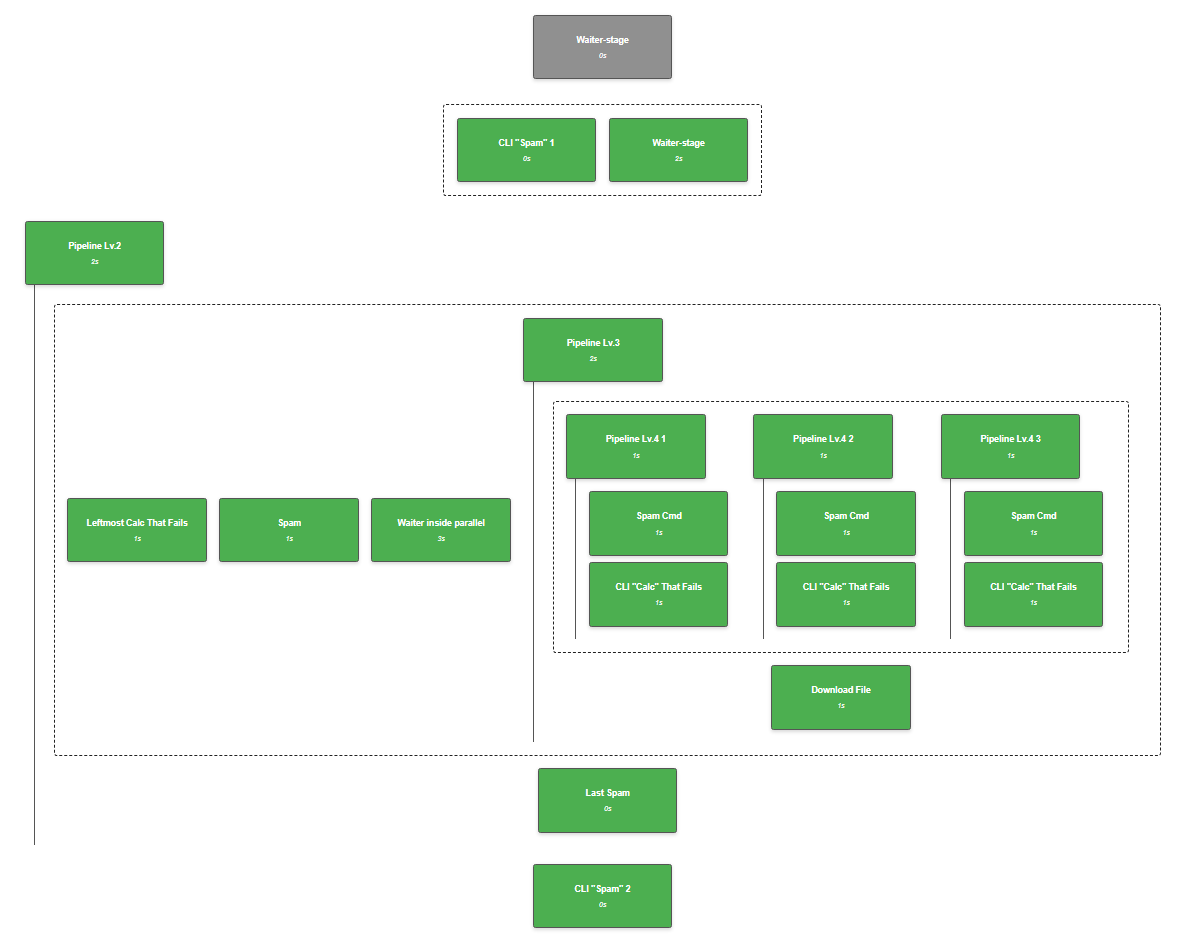 Waiter-stage
0s
CLI "Spam" 1
0s
Waiter-stage
2s
Pipeline Lv.2
2s
Pipeline Lv.3
2s
Leftmost Calc That Fails
1s
Spam
1s
Waiter inside parallel
3s
Pipeline Lv.4 1
1s
Spam Cmd
1s
CLI "Calc" That Fails
1s
Pipeline Lv.4 2
1s
Spam Cmd
1s
CLI "Calc" That Fails
1s
Pipeline Lv.4 3
1s
Spam Cmd
1s
CLI "Calc" That Fails
1s
Download File
1s
Last Spam
0s
CLI "Spam" 2
0s